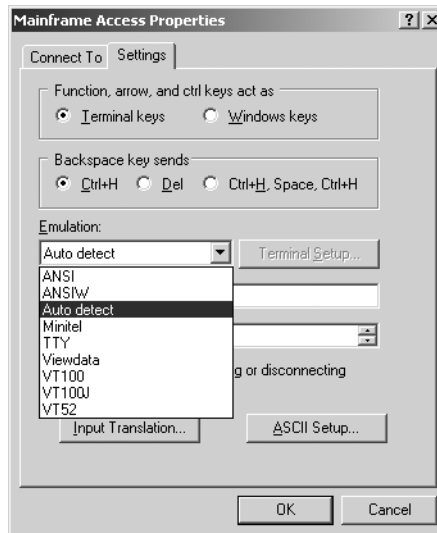 Mainframe Access Properties
Connect To Settings
Function, arrow, and ctrl keys act as
Terminal keys Windows keys
Backspace key sends
Ctrl+H Del Ctrl+H, Space, Ctrl+H
Emulation:
Auto detect Terminal Setup...
ANSI
ANSIW
Auto detect
Minitel
TTY
Viewdata
VT100 g or disconnecting
VT100J
VT52
Input Translation... ASCII Setup...
OK Cancel